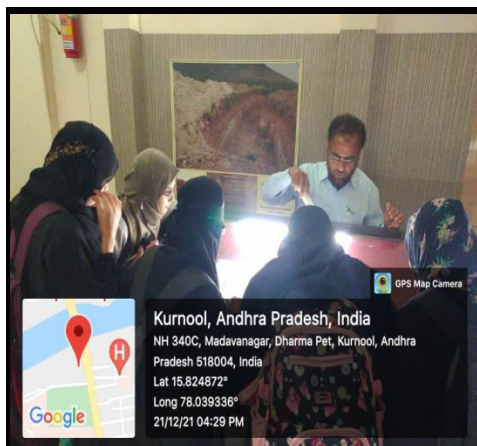 GPS Map Camera
Kurnool, Andhra Pradesh, India
NH 340C, Madavanagar, Dharma Pet, Kurnool, Andhra
Pradesh 518004, India
Lat 15.824872°
Long 78.039336°
21/12/21 04:29 PM
H
Google